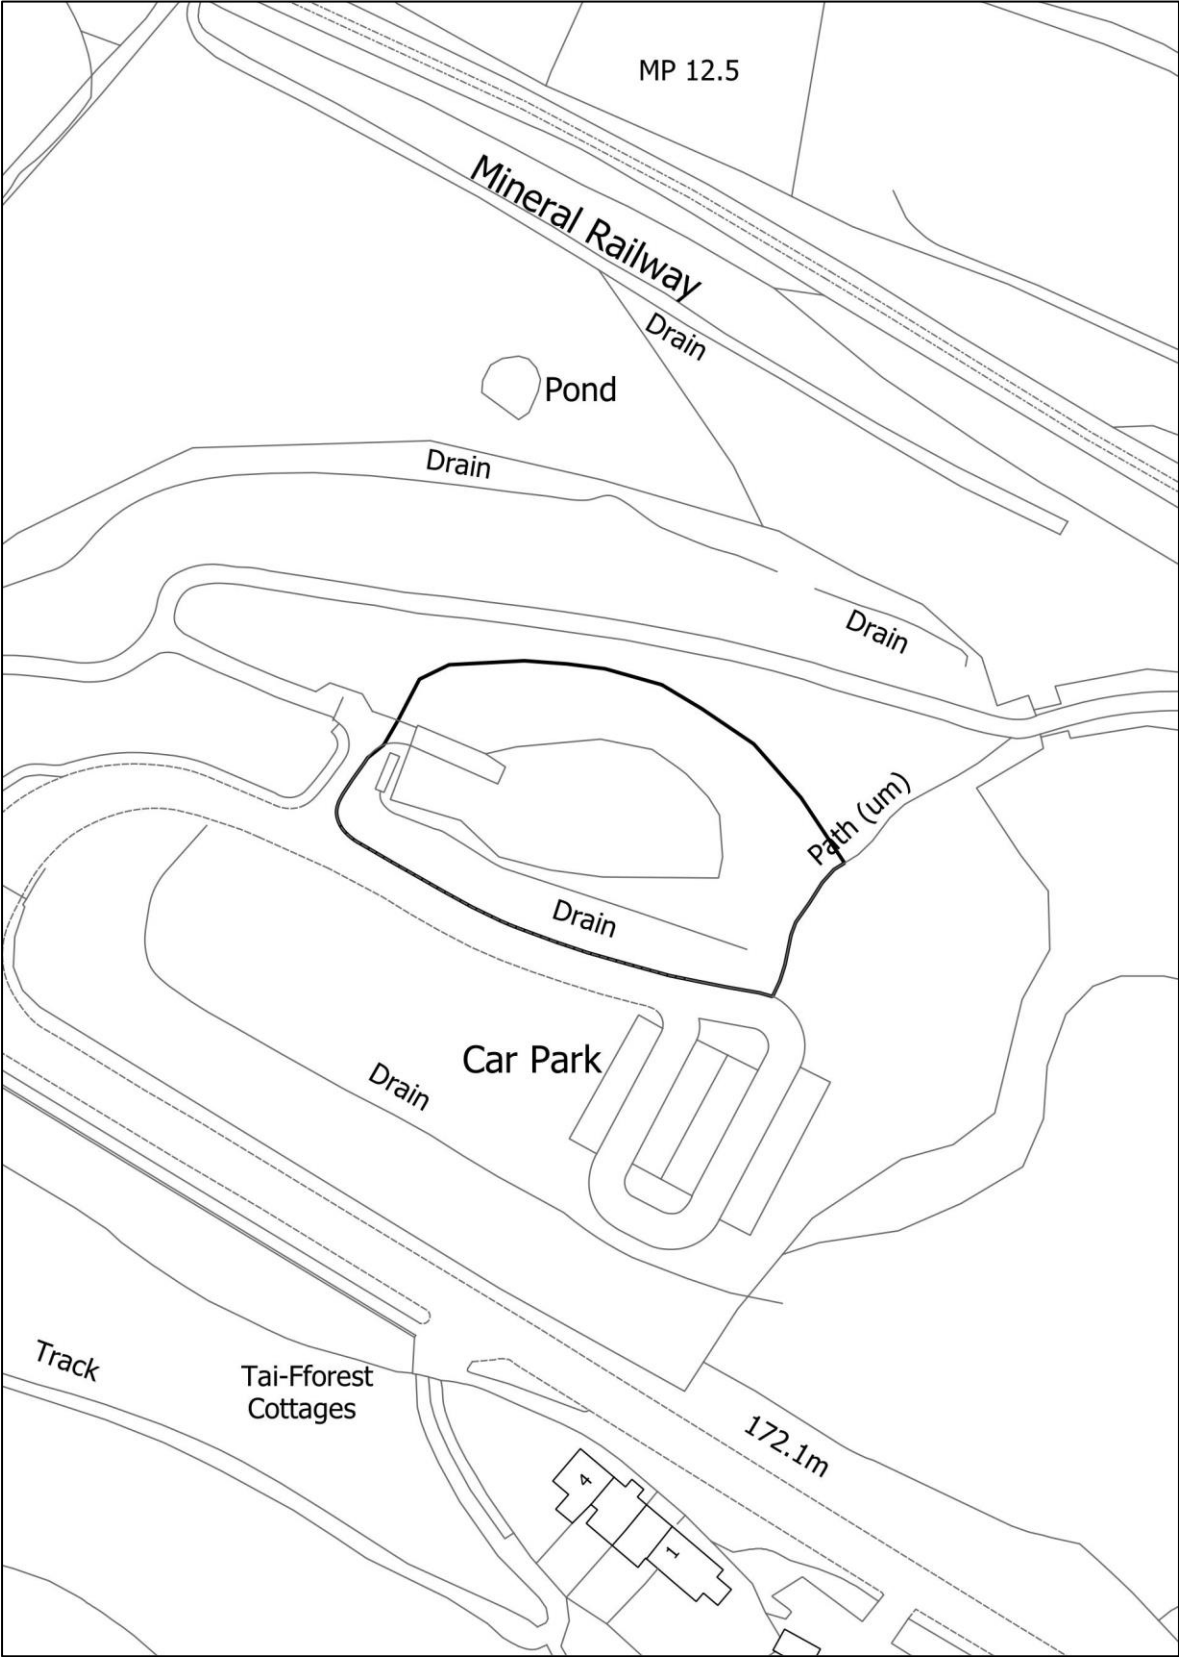 MP 12.5
Mineral Railway
Drain
Pond
Drain
Drain
Path (um)
Drain
Car Park
Drain
Track
Tai-Fforest
Cottages
172.1m
4
1